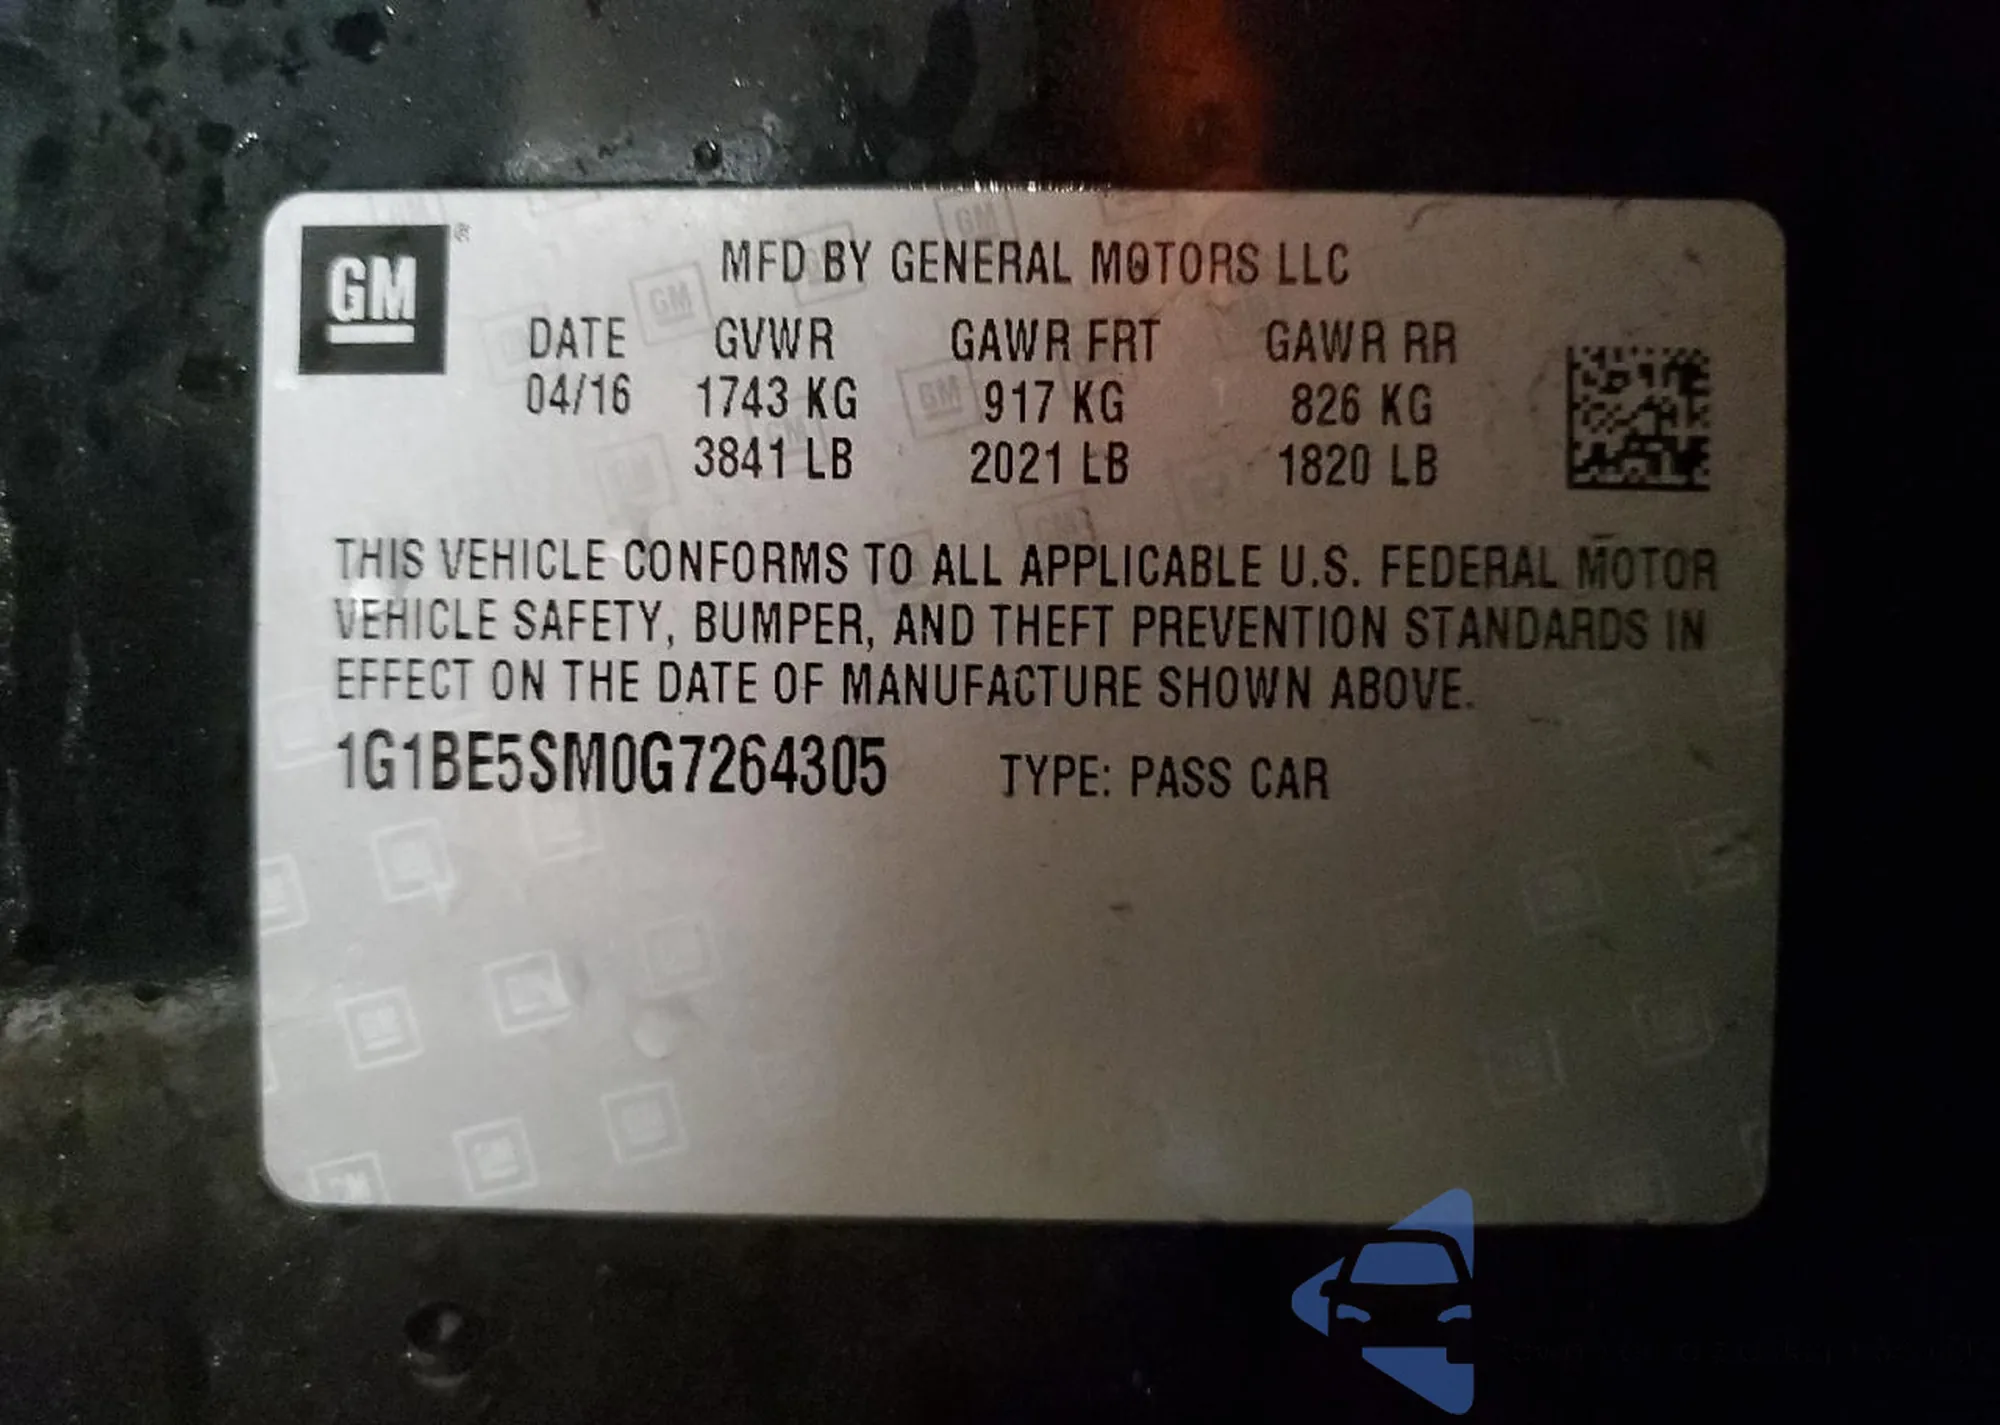 GM ®
MFD BY GENERAL MOTORS LLC
DATE GVWR GAWR FRT GAWR RR
04/16 1743 KG 917 KG 826 KG
3841 LB 2021 LB 1820 LB
THIS VEHICLE CONFORMS TO ALL APPLICABLE U.S. FEDERAL MOTOR
VEHICLE SAFETY, BUMPER, AND THEFT PREVENTION STANDARDS IN
EFFECT ON THE DATE OF MANUFACTURE SHOWN ABOVE.
1G1BE5SM0G7264305 TYPE: PASS CAR